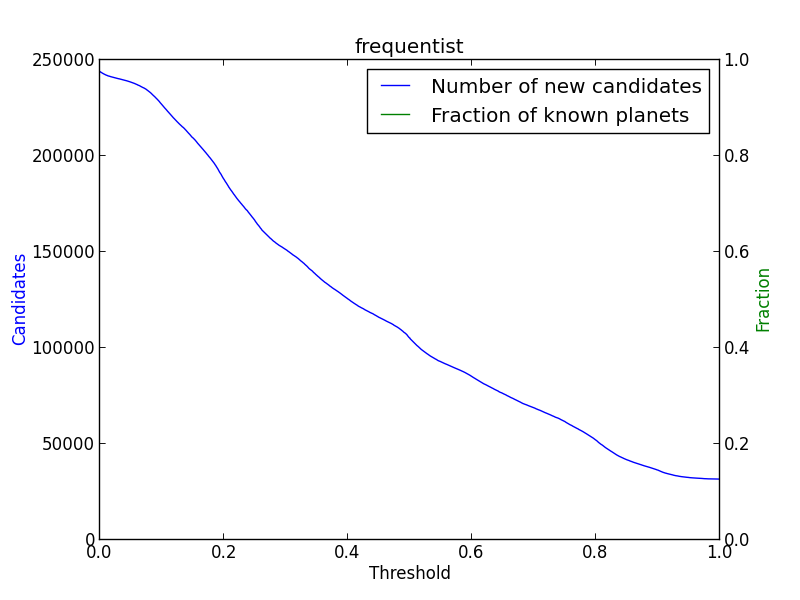 frequentist
250000
200000
150000
100000
50000
0
Candidates
Number of new candidates
Fraction of known planets
1.0
0.8
0.6
0.4
0.2
0.0
Fraction
0.0 0.2 0.4 0.6 0.8 1.0
Threshold